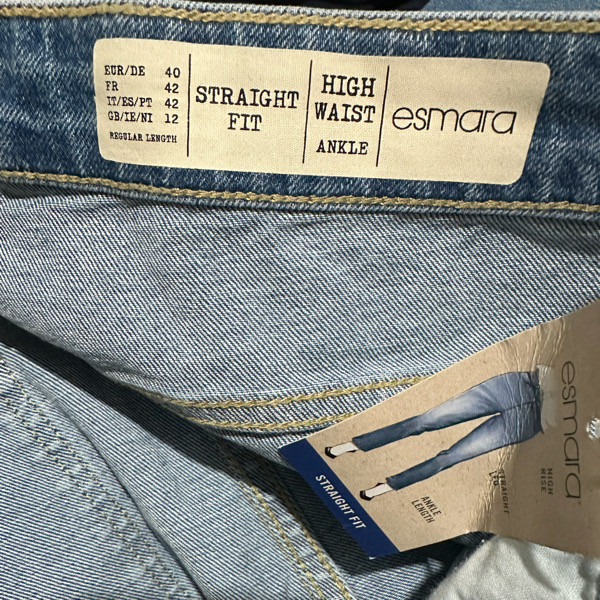 EUR/DE 40
FR 42
IT/ES/PT 42
GB/IE/NI 12
REGULAR LENGTH
STRAIGHT
FIT
HIGH
WAIST
ANKLE
esmara
esmara
HIGH
RISE
STRAIGHT
LEG
ANKLE
LENGTH
STRAIGHT FIT